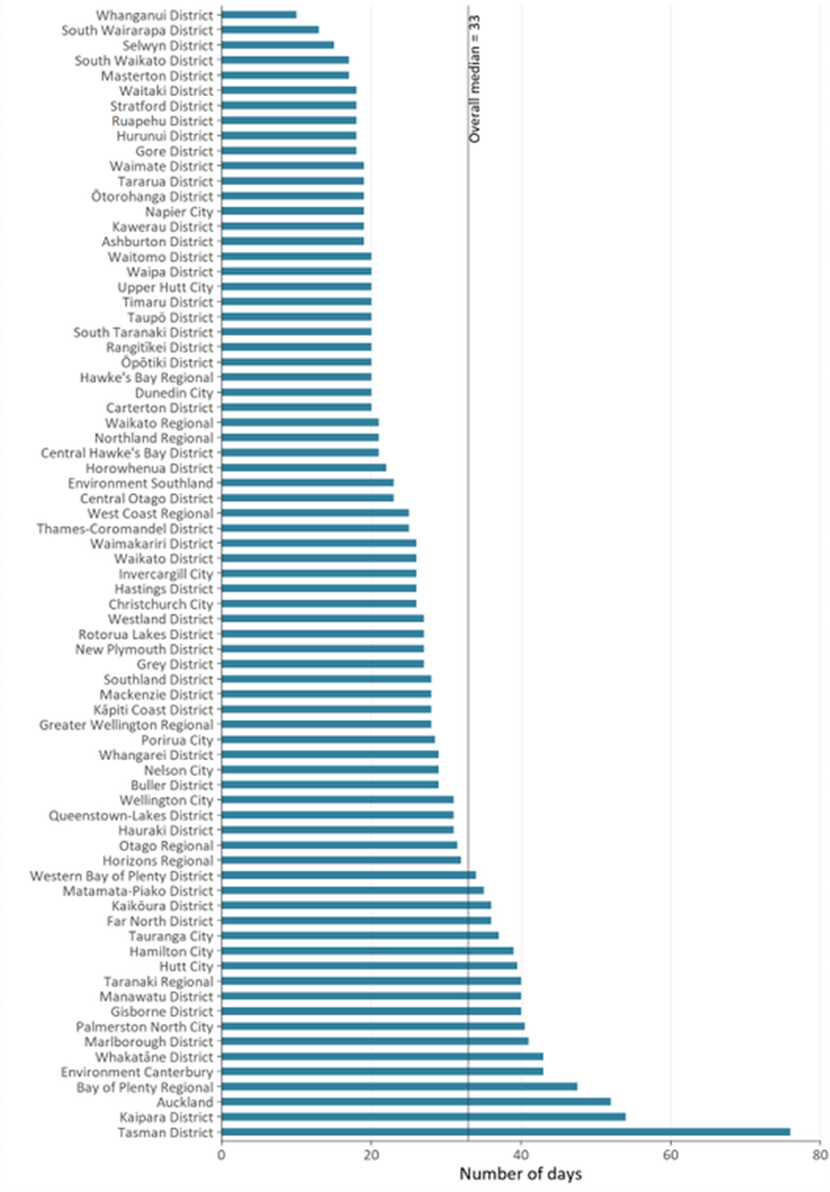 Whanganui District
South Wairarapa District
Selwyn District
South Waikato District
Masterton District
Waitaki District
Stratford District
Ruapehu District
Hurunui District
Gore District
Waimate District
Tararua District
Ōtorohanga District
Napier City
Kawerau District
Ashburton District
Waitomo District
Waipa District
Upper Hutt City
Timaru District
Taupō District
South Taranaki District
Rangitīkei District
Ōpōtiki District
Hawke's Bay Regional
Dunedin City
Carterton District
Waikato Regional
Northland Regional
Central Hawke's Bay District
Horowhenua District
Environment Southland
Central Otago District
West Coast Regional
Thames-Coromandel District
Waimakariri District
Waikato District
Invercargill City
Hastings District
Christchurch City
Westland District
Rotorua Lakes District
New Plymouth District
Grey District
Southland District
Mackenzie District
Kāpiti Coast District
Greater Wellington Regional
Porirua City
Whangarei District
Nelson City
Buller District
Wellington City
Queenstown-Lakes District
Hauraki District
Otago Regional
Horizons Regional
Western Bay of Plenty District
Matamata-Piako District
Kaikōura District
Far North District
Tauranga City
Hamilton City
Hutt City
Taranaki Regional
Manawatu District
Gisborne District
Palmerston North City
Marlborough District
Whakatāne District
Environment Canterbury
Bay of Plenty Regional
Auckland
Kaipara District
Tasman District
Overall median = 33
0 20 40 60 80
Number of days